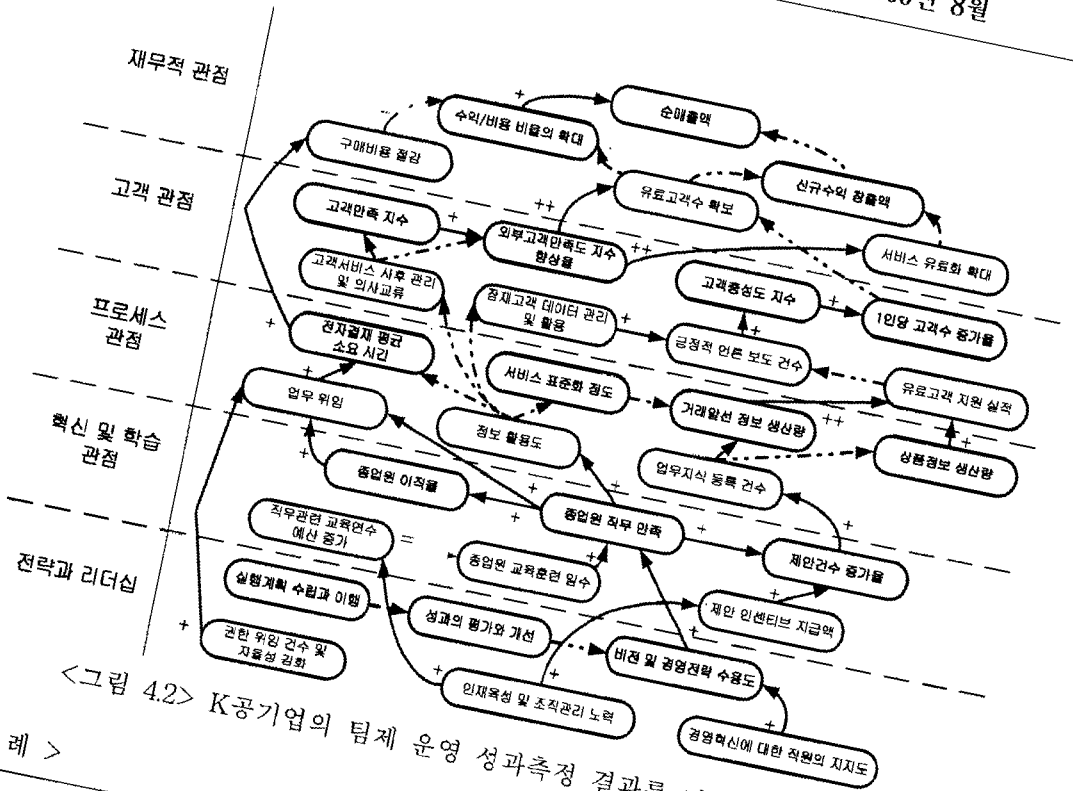 8월
재무적 관점
수익/비용 비율의 확대
순매출액
구매비용 절감
고객 관점
고객만족 지수
외부고객만족도 지수
향상율
유료고객수 확보
신규수익 창출액
서비스 유료화 확대
고객서비스 사후 관리
및 의사교류
잠재고객 데이터 관리
및 활용
고객충성도 지수
1인당 고객수 증가율
프로세스
관점
전자결재 평균
소요 시간
긍정적 언론 보도 건수
서비스 표준화 정도
유료고객 지원 실적
업무 위임
정보 활용도
거래알선 정보 생산량
혁신 및 학습
관점
종업원 이직율
업무지식 등록 건수
상품정보 생산량
직무관련 교육연수
예산 증가
종업원 직무 만족
종업원 교육훈련 일수
제안건수 증가율
전략과 리더십
실행계획 수립과 이행
성과의 평가와 개선
제안 인센티브 지급액
권한 위임 건수 및
자율성 강화
비전 및 경영전략 수용도
인재육성 및 조직관리 노력
경영혁신에 대한 직원의 지지도
<그림 4.2> K공기업의 팀제 운영 성과측정 결과를
례 >